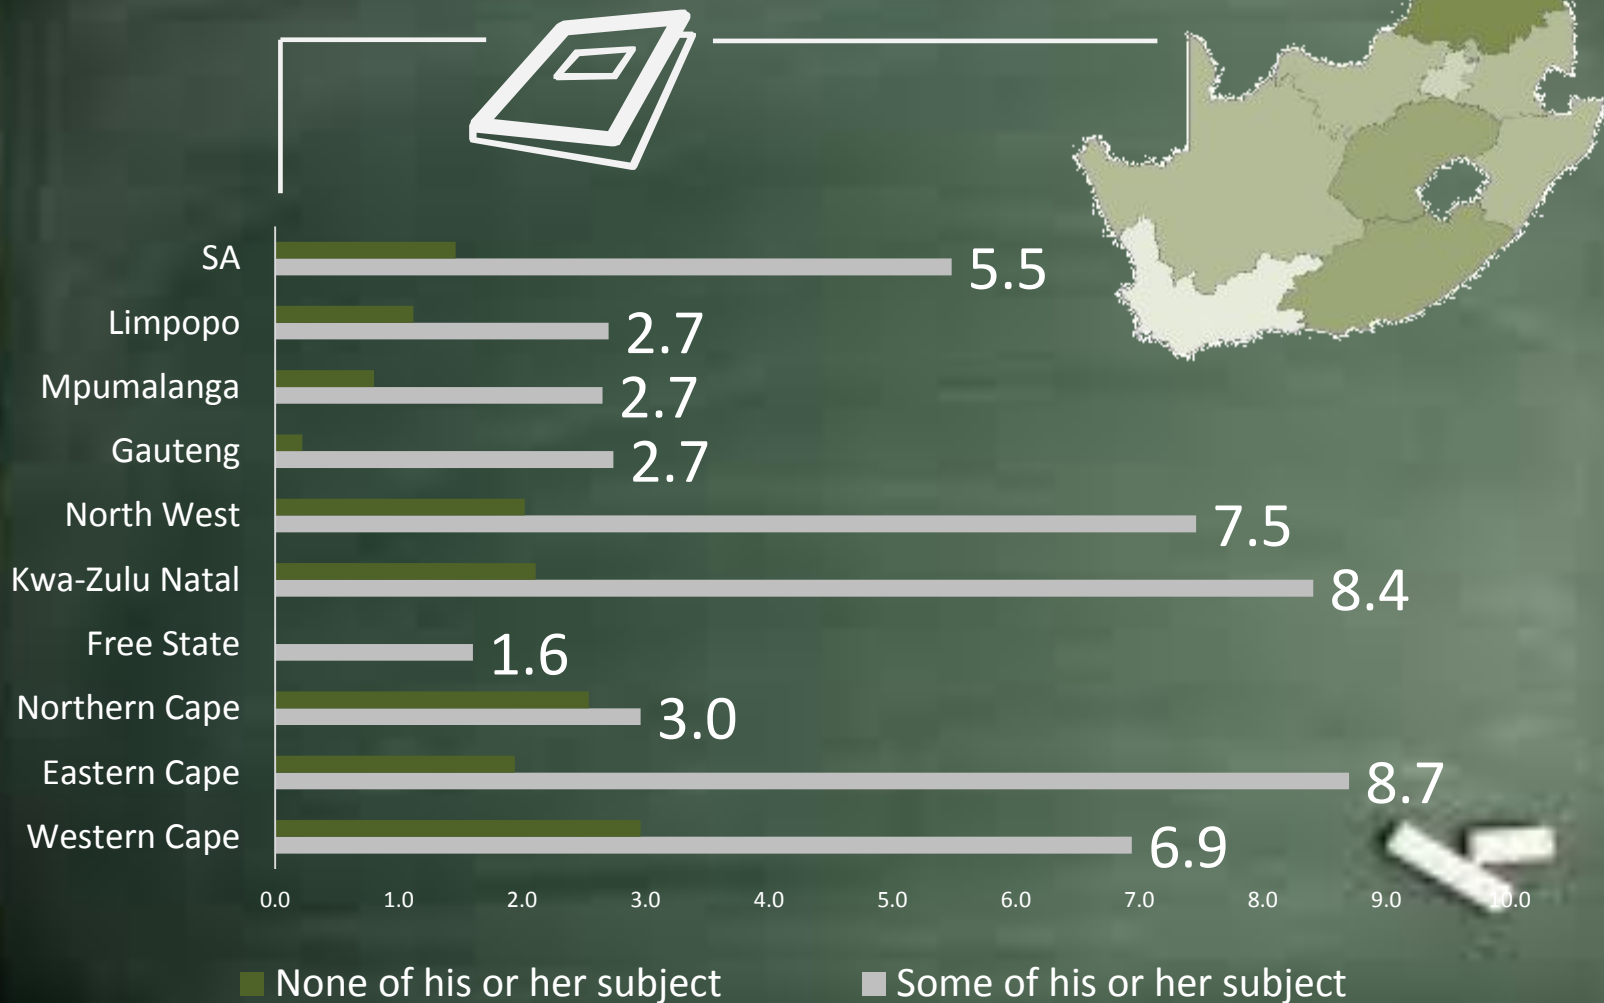 SA
5.5
Limpopo
2.7
Mpumalanga
2.7
Gauteng
2.7
North West
7.5
Kwa-Zulu Natal
8.4
Free State
1.6
Northern Cape
3.0
Eastern Cape
8.7
Western Cape
6.9
0.0 1.0 2.0 3.0 4.0 5.0 6.0 7.0 8.0 9.0 10.0
None of his or her subject Some of his or her subject